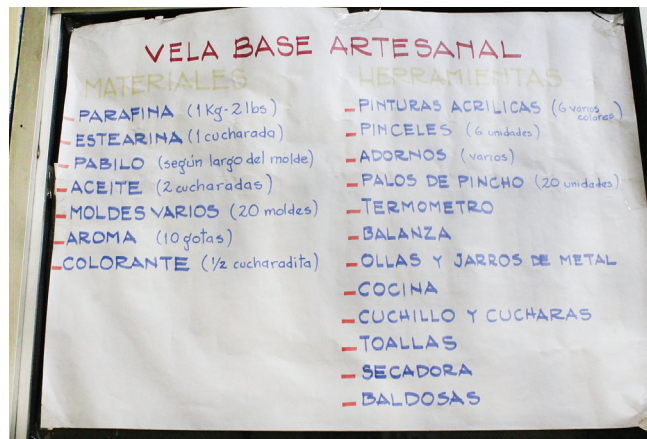 VELA BASE ARTESANAL
MATERIALES
- PARAFINA (1 Kg - 2 lbs)
- ESTEARINA (1 cucharada)
- PABILO (según largo del molde)
- ACEITE (2 cucharadas)
- MOLDES VARIOS (20 moldes)
- AROMA (10 gotas)
- COLORANTE (1/2 cucharadita)
HERRAMIENTAS
- PINTURAS ACRILICAS (6 varios colores)
- PINCELES (6 unidades)
- ADORNOS (varios)
- PALOS DE PINCHO (20 unidades)
- TERMOMETRO
- BALANZA
- OLLAS Y JARROS DE METAL
- COCINA
- CUCHILLO Y CUCHARAS
- TOALLAS
- SECADORA
- BALDOSAS